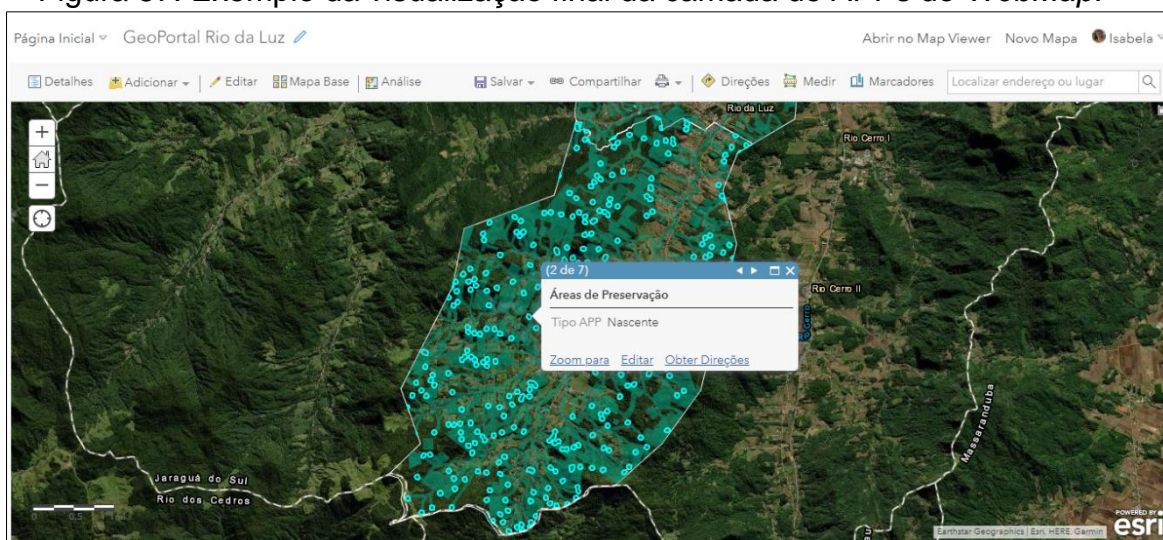 Figura 37: Exemplo da visualização final da camada de APPs do WebMap.
Página Inicial GeoPortal Rio da Luz Abrir no Map Viewer Novo Mapa Isabela
Detalhes Adicionar Editar Mapa Base Análise Salvar Compartilhar Direções Medir Marcadores Localizar endereço ou lugar
Rio da Luz
Rio Cerro I
(2 de 7)
Áreas de Preservação
Tipo APP Nascente
Zoom para Editar Obter Direções
Rio Cerro II
Massaranduba
Jaraguá do Sul
Rio dos Cedros
0 0.5
Earthstar Geographics | Esri, HERE, Garmin
POWERED BY
esri